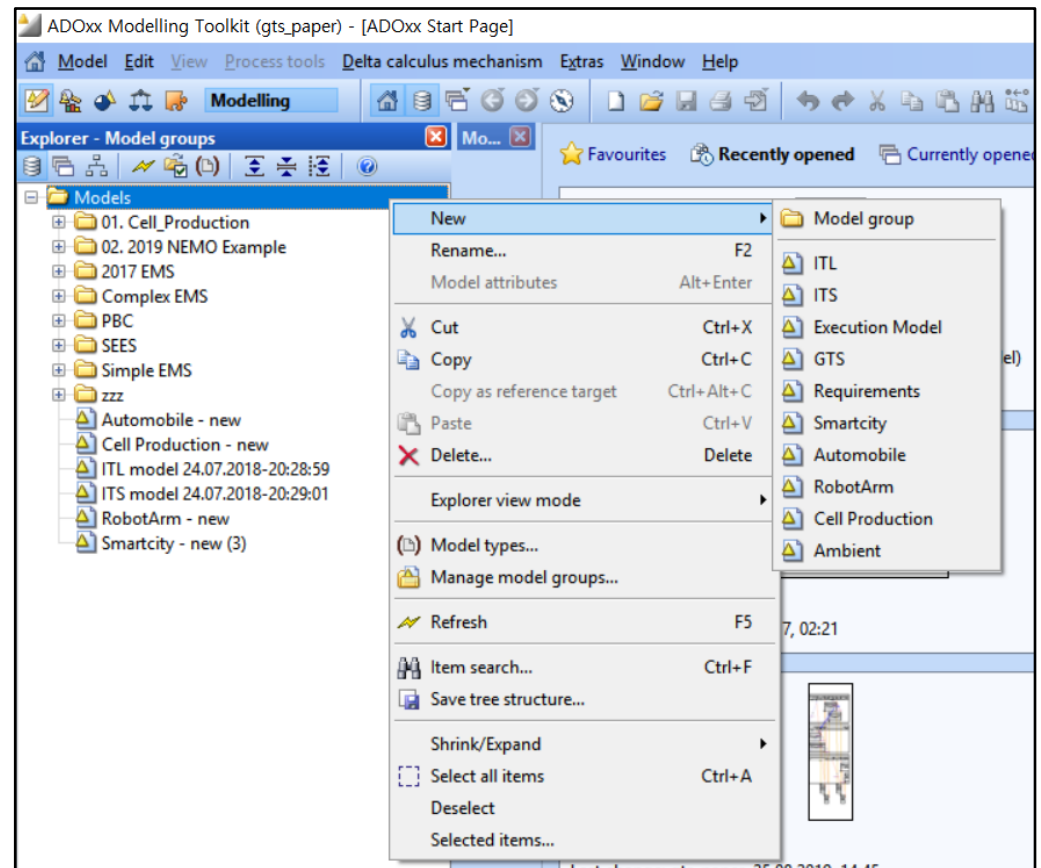 ADOxx Modelling Toolkit (gts_paper) - [ADOxx Start Page]
Model Edit View Process tools Delta calculus mechanism Extras Window Help
Modelling
Explorer - Model groups
Mo...
Favourites Recently opened Currently opene
Models
01. Cell_Production
02. 2019 NEMO Example
2017 EMS
Complex EMS
PBC
SEES
Simple EMS
zzz
Automobile - new
Cell Production - new
ITL model 24.07.2018-20:28:59
ITS model 24.07.2018-20:29:01
RobotArm - new
Smartcity - new (3)
New
Rename... F2
Model attributes Alt+Enter
Cut Ctrl+X
Copy Ctrl+C
Copy as reference target Ctrl+Alt+C
Paste Ctrl+V
Delete... Delete
Explorer view mode
Model types...
Manage model groups...
Refresh F5
Item search... Ctrl+F
Save tree structure...
Shrink/Expand
Select all items Ctrl+A
Deselect
Selected items...
Model group
ITL
ITS
Execution Model
GTS
Requirements
Smartcity
Automobile
RobotArm
Cell Production
Ambient
el)
7, 02:21